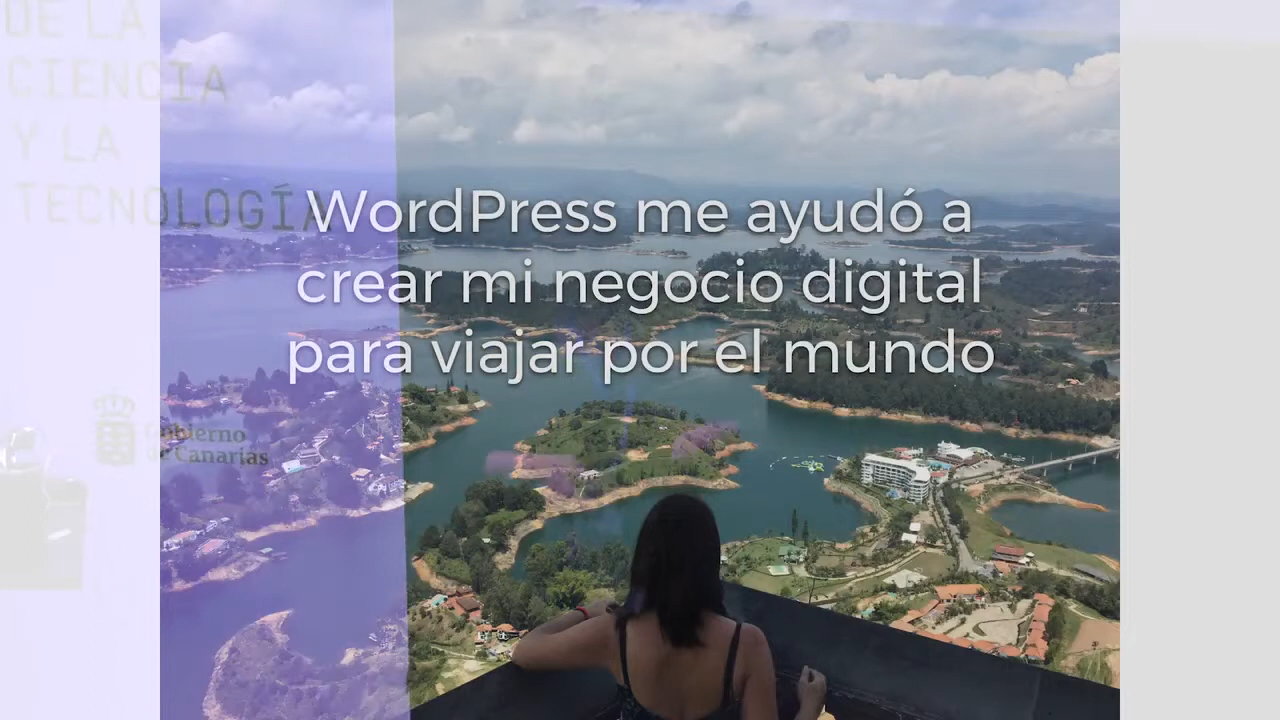 DE LA
CIENCIA
Y LA
TECNOLOGÍA
WordPress me ayudó a
crear mi negocio digital
para viajar por el mundo
Gobierno
de Canarias